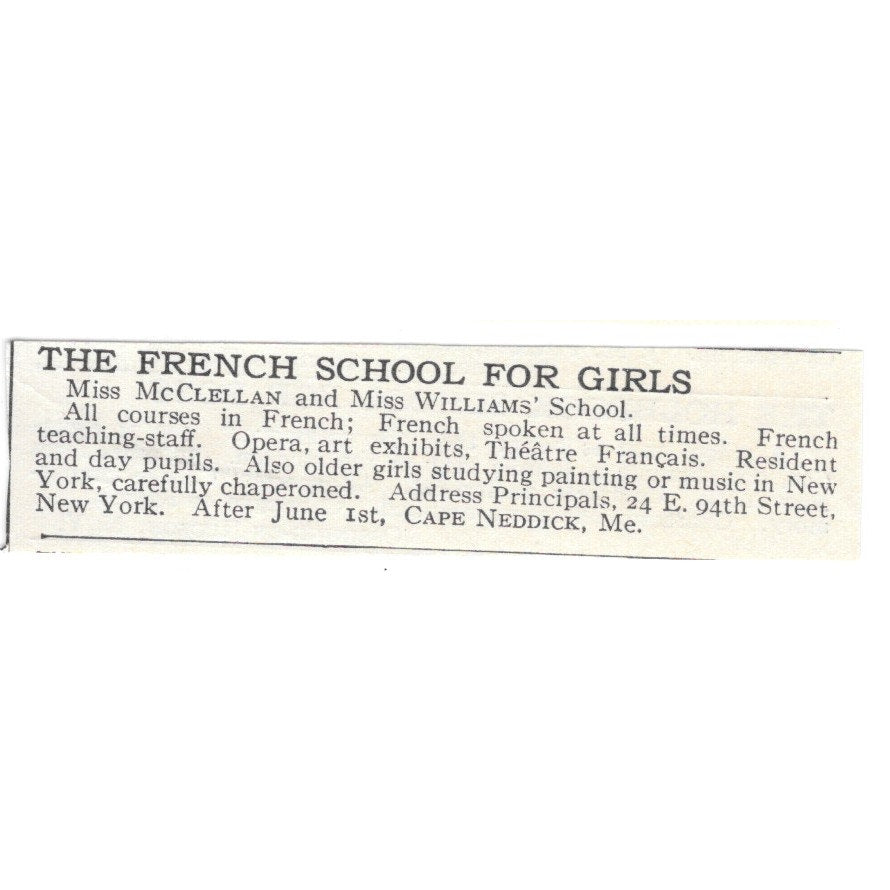 THE FRENCH SCHOOL FOR GIRLS
Miss McCLELLAN and Miss WILLIAMS' School.
All courses in French; French spoken at all times. French
teaching-staff. Opera, art exhibits, Théâtre Français. Resident
and day pupils. Also older girls studying painting or music in New
York, carefully chaperoned. Address Principals, 24 E. 94th Street,
New York. After June 1st, CAPE NEDDICK, Me.